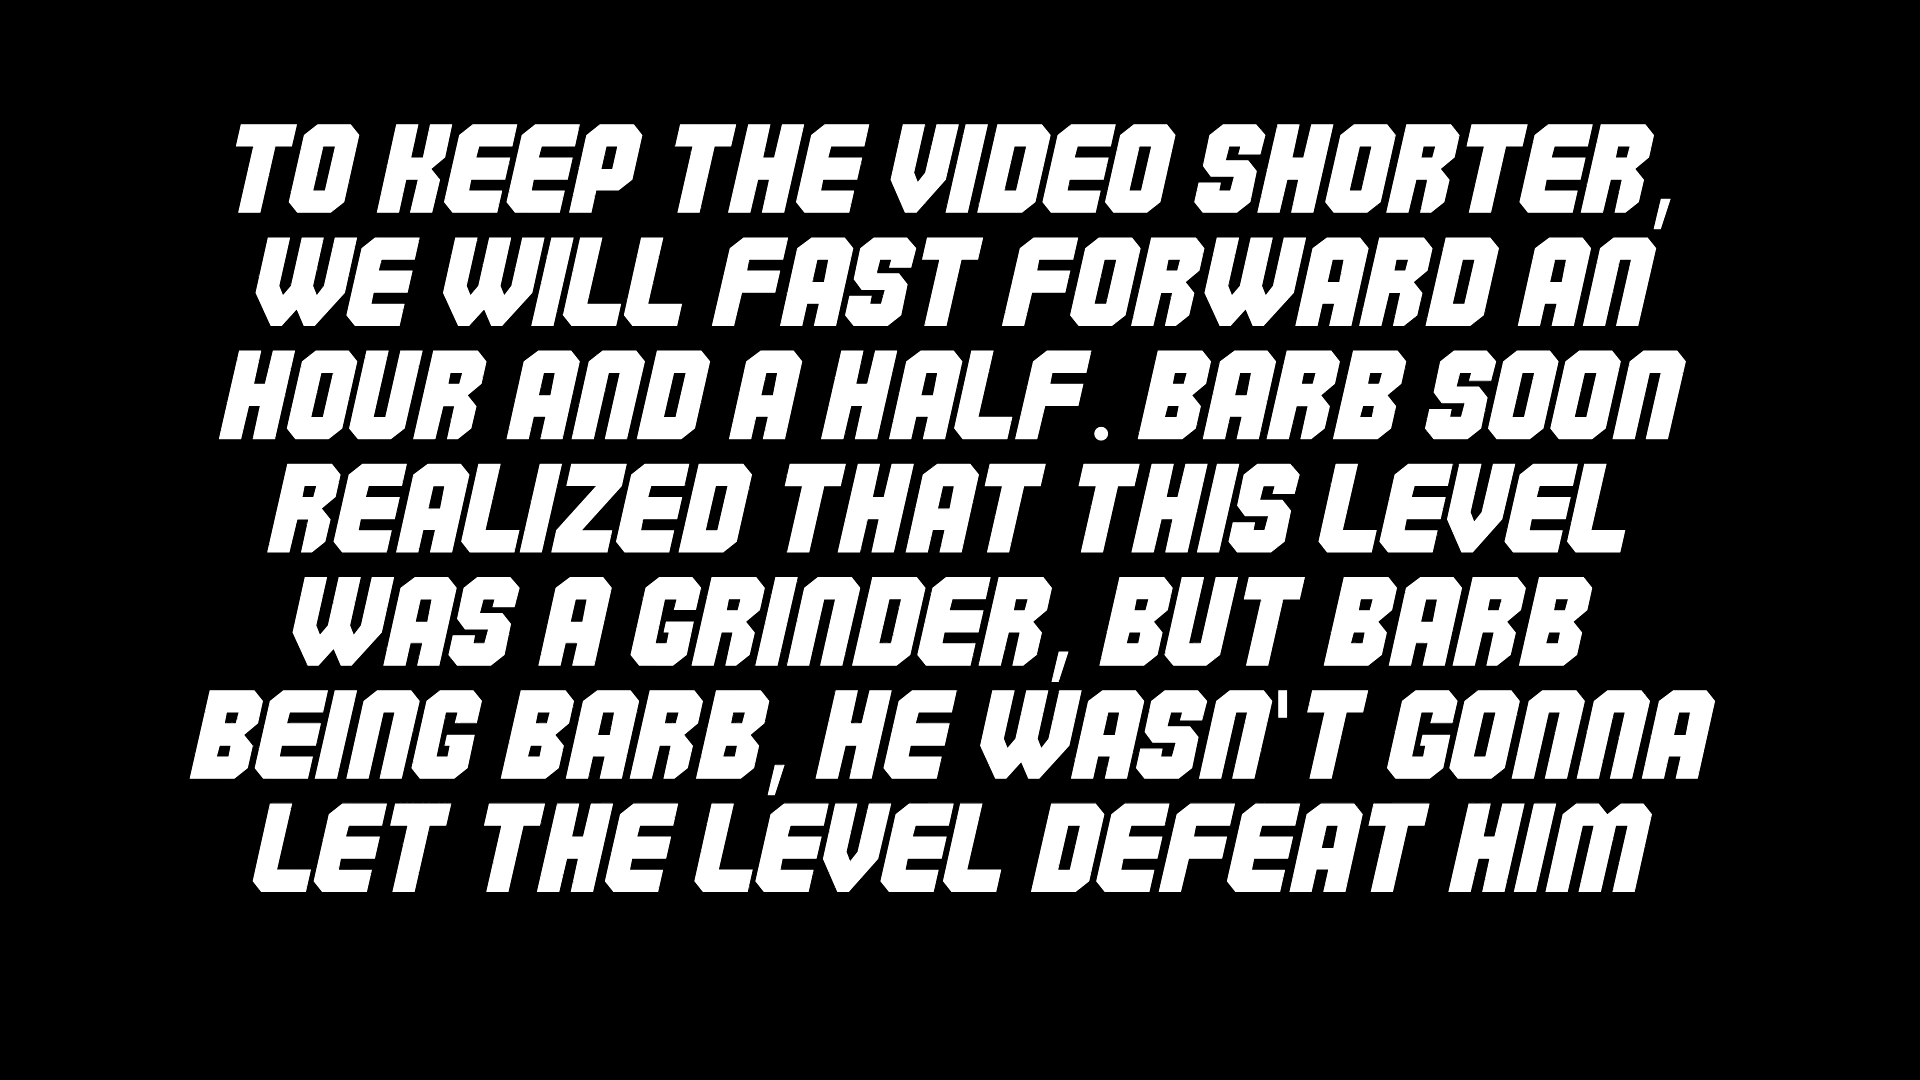 TO KEEP THE VIDEO SHORTER,
WE WILL FAST FORWARD AN
HOUR AND A HALF. BARB SOON
REALIZED THAT THIS LEVEL
WAS A GRINDER, BUT BARB
BEING BARB, HE WASN'T GONNA
LET THE LEVEL DEFEAT HIM